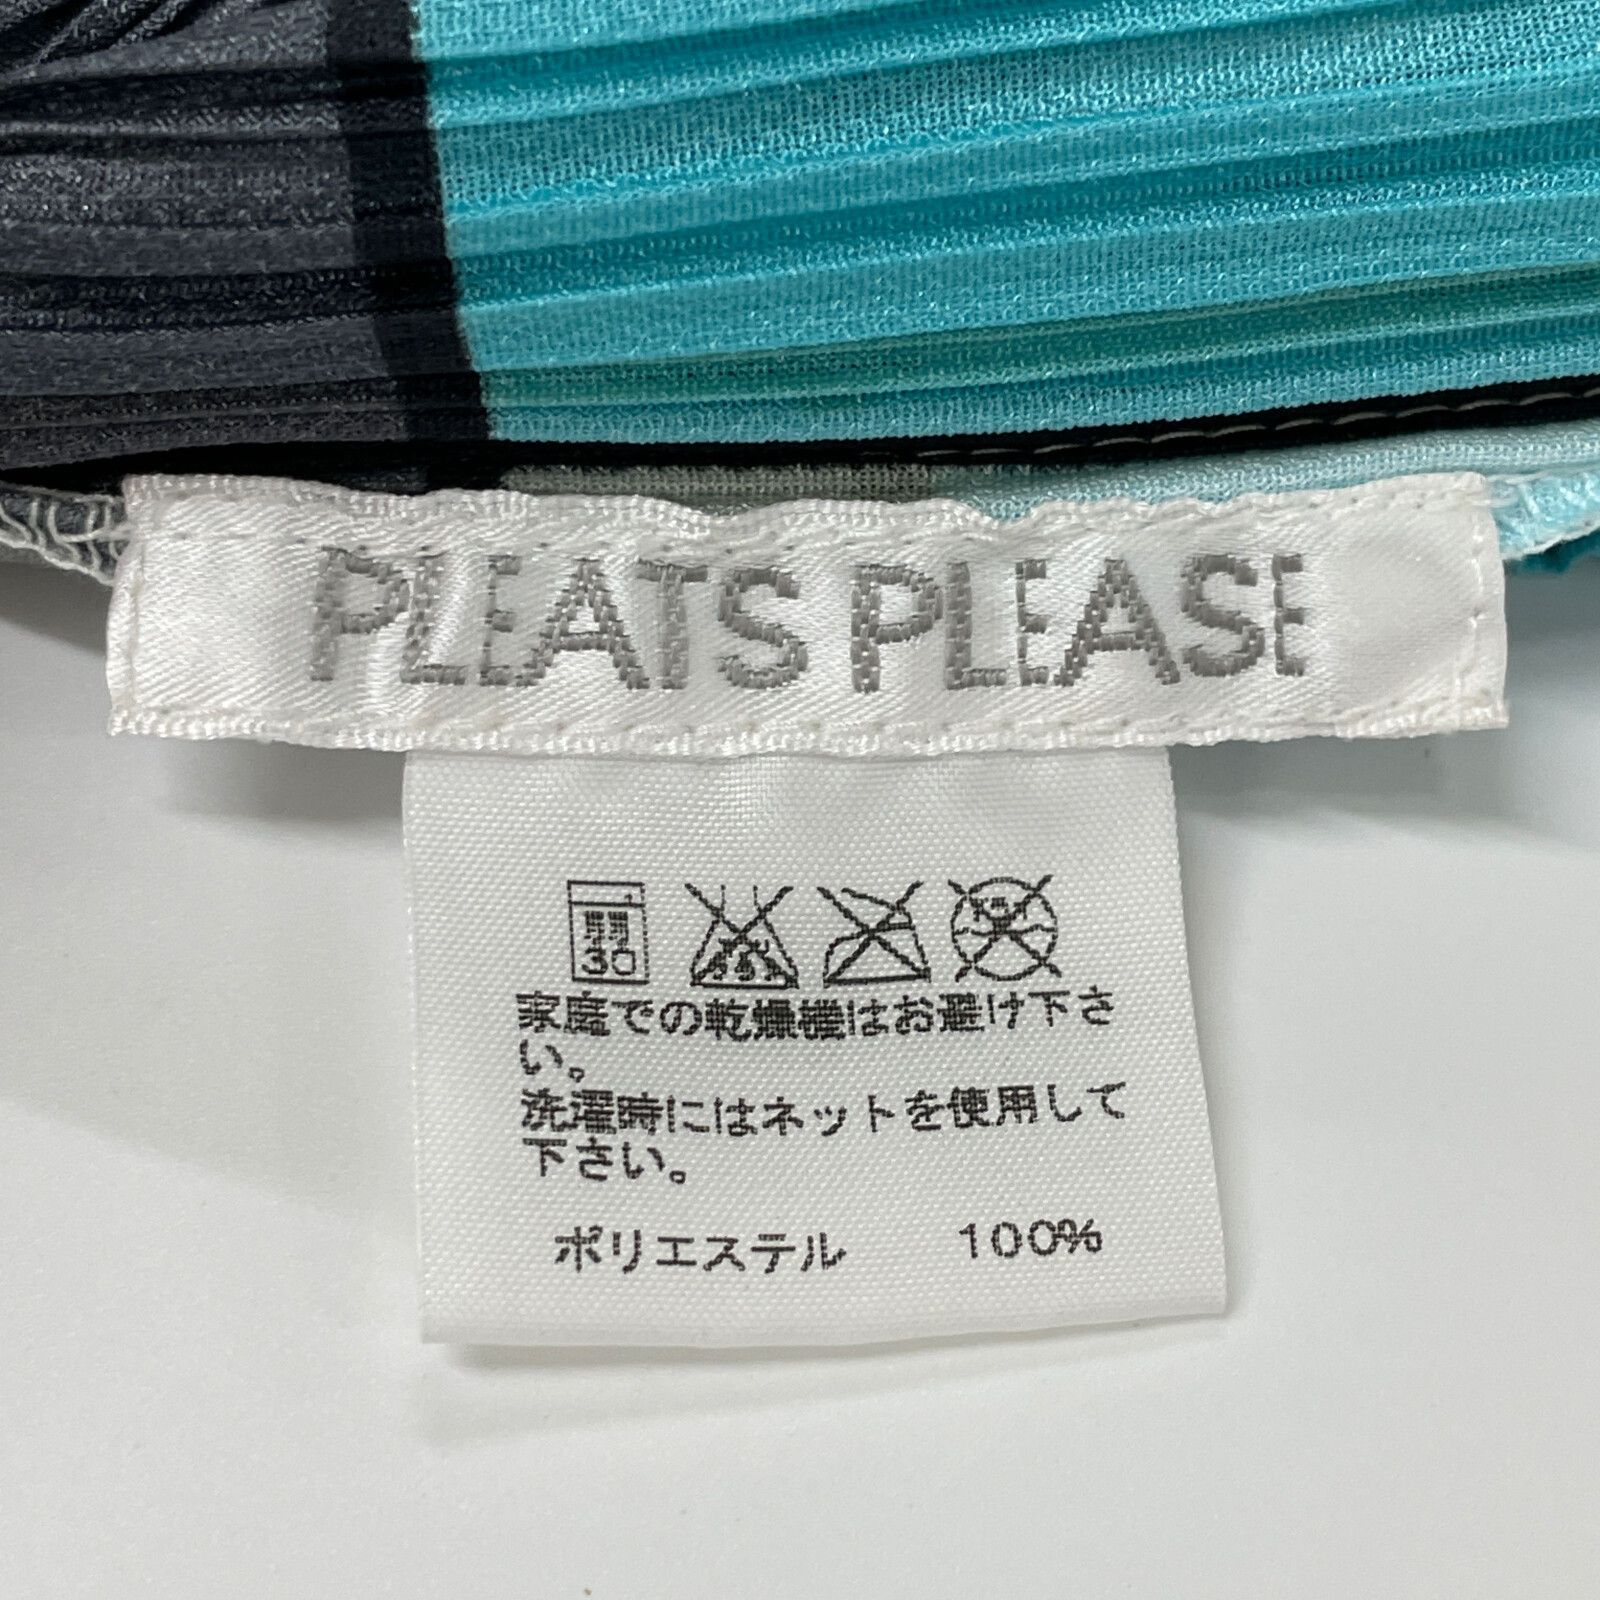 PLEATS PLEASE
弱
30
家庭での乾燥機はお避け下さ
い。
洗濯時にはネットを使用して
下さい。
ポリエステル 100%